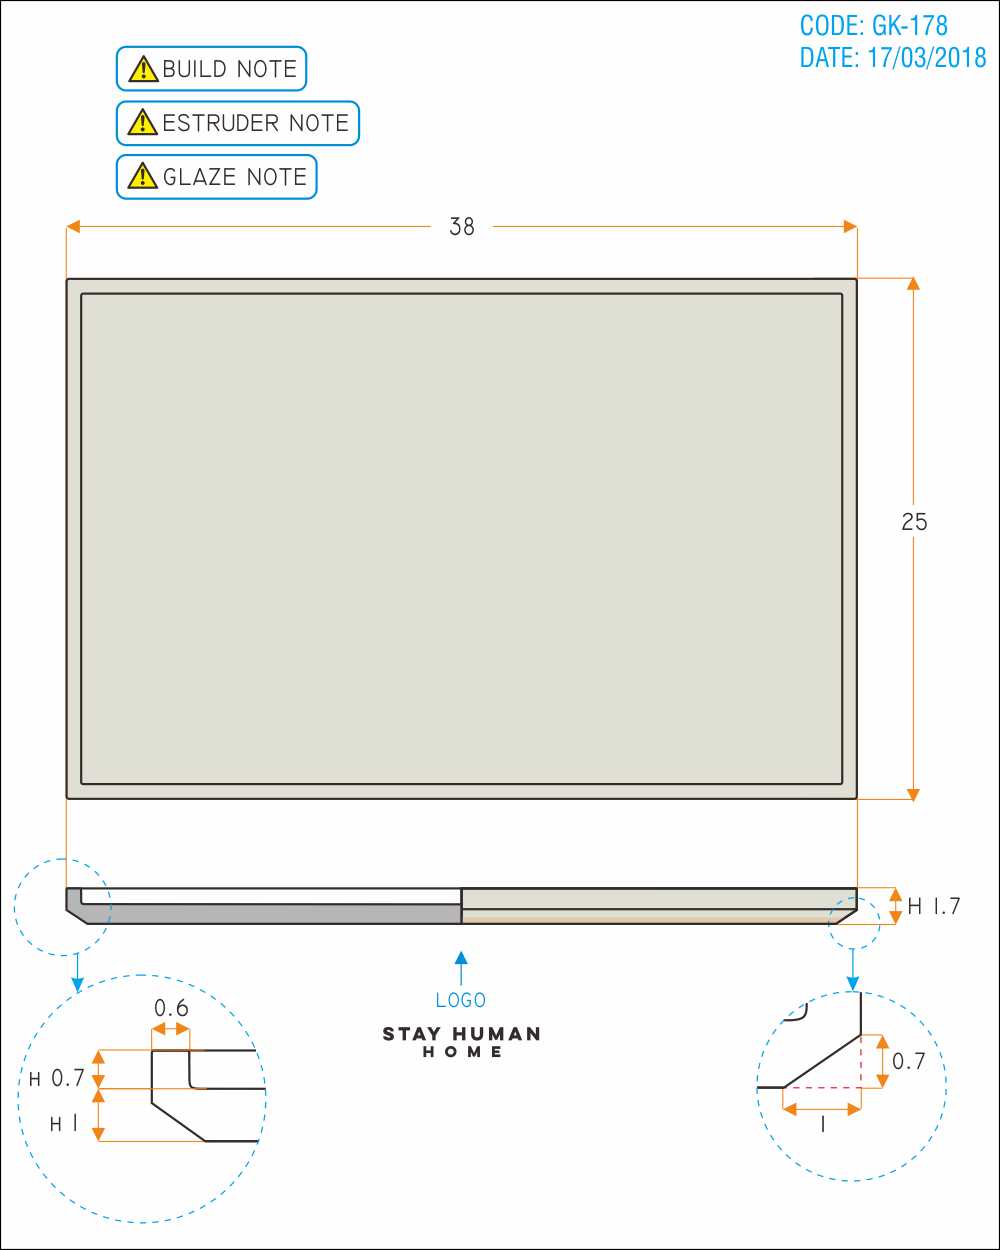 CODE: GK-178
DATE: 17/03/2018
BUILD NOTE
ESTRUDER NOTE
GLAZE NOTE
38
25
H 1.7
LOGO
STAY HUMAN
HOME
0.6
H 0.7
H 1
0.7
1